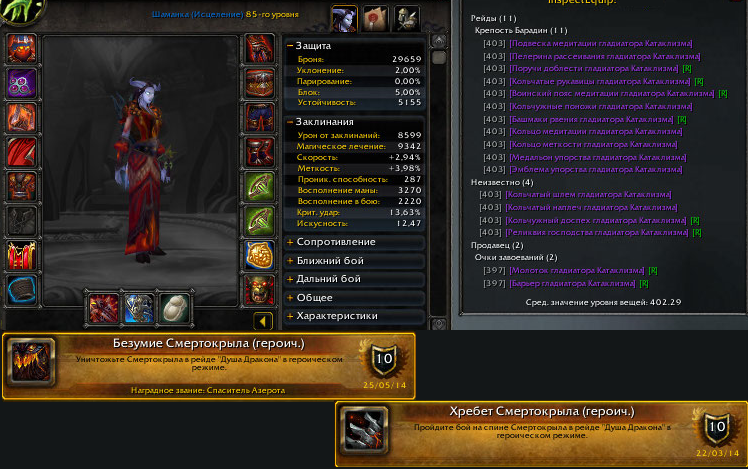 InspectEquip:
Шаманка (Исцеление) 85-го уровня
Защита
Броня: 29659
Уклонение: 2,00%
Парирование: 0,00%
Блок: 5,00%
Устойчивость: 5155
Заклинания
Урон от заклинаний: 8599
Магическое лечение: 9342
Скорость: +2,94%
Меткость: +3,98%
Проник. способность: 287
Восполнение маны: 3270
Восполнение в бою: 2220
Крит. удар: 13,63%
Искусность: 12,47
Сопротивление
Ближний бой
Дальний бой
Общее
Характеристики
Рейды (11)
Крепость Барадин (11)
[403] [Подвеска медитации гладиатора Катаклизма]
[403] [Пелерина рассеивания гладиатора Катаклизма]
[403] [Поручи доблести гладиатора Катаклизма] [R]
[403] [Кольчатые рукавицы гладиатора Катаклизма]
[403] [Воинский пояс медитации гладиатора Катаклизма] [R]
[403] [Кольчужные поножи гладиатора Катаклизма]
[403] [Башмаки рвения гладиатора Катаклизма] [R]
[403] [Кольцо медитации гладиатора Катаклизма]
[403] [Кольцо меткости гладиатора Катаклизма]
[403] [Медальон упорства гладиатора Катаклизма]
[403] [Эмблема упорства гладиатора Катаклизма]
Неизвестно (4)
[403] [Кольчатый шлем гладиатора Катаклизма]
[403] [Кольчатый наплеч гладиатора Катаклизма]
[403] [Кольчужный доспех гладиатора Катаклизма] [R]
[403] [Реликвия господства гладиатора Катаклизма] [R]
Продавец (2)
Очки завоеваний (2)
[397] [Молоток гладиатора Катаклизма] [R]
[397] [Барьер гладиатора Катаклизма] [R]
Сред. значение уровня вещей: 402.29
Безумие Смертокрыла (героич.)
Уничтожьте Смертокрыла в рейде "Душа Дракона" в героическом
режиме.
Наградное звание: Спаситель Азерота
10
25/05/14
Хребет Смертокрыла (героич.)
Пройдите бой на спине Смертокрыла в рейде "Душа Дракона" в
героическом режиме.
10
22/03/14